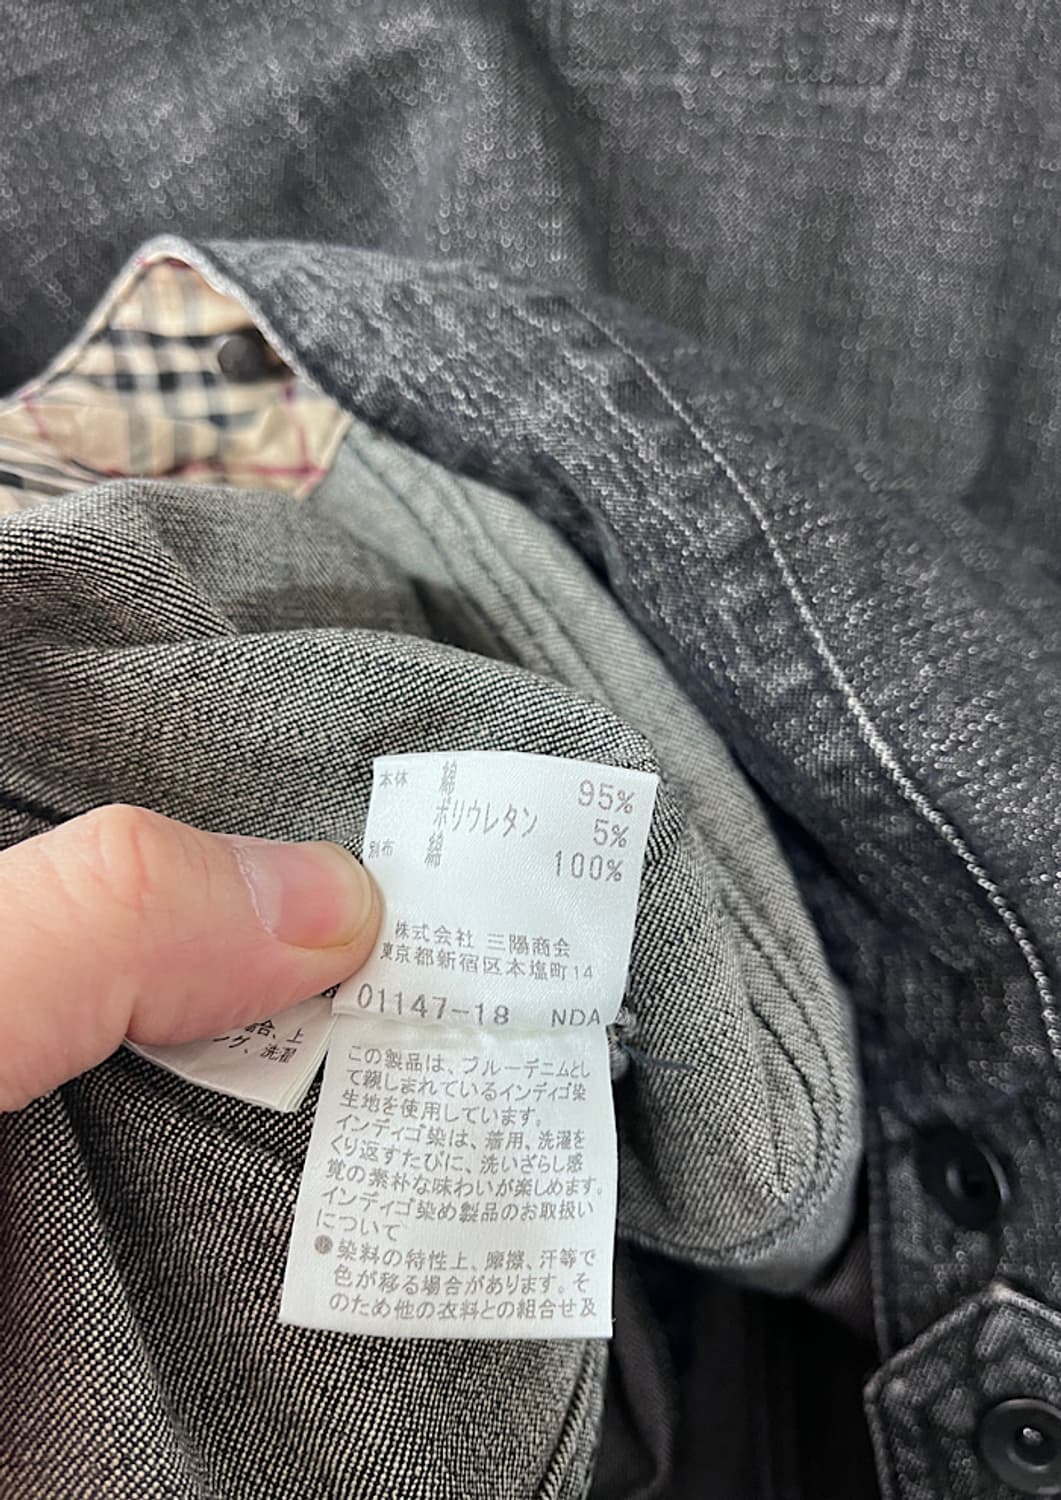 本体 綿 95%
ポリウレタン 5%
別布 綿 100%
株式会社 三陽商会
東京都新宿区本塩町14
01147-18 NDA
合、上
ング、洗濯
この製品は、ブルーデニムとし
て親しまれているインディゴ染
生地を使用しています。
インディゴ染は、着用、洗濯を
くり返すたびに、洗いざらし感
覚の素朴な味わいが楽しめます。
インディゴ染め製品のお取扱い
について
●染料の特性上、摩擦、汗等で
色が移る場合があります。そ
のため他の衣料との組合せ及